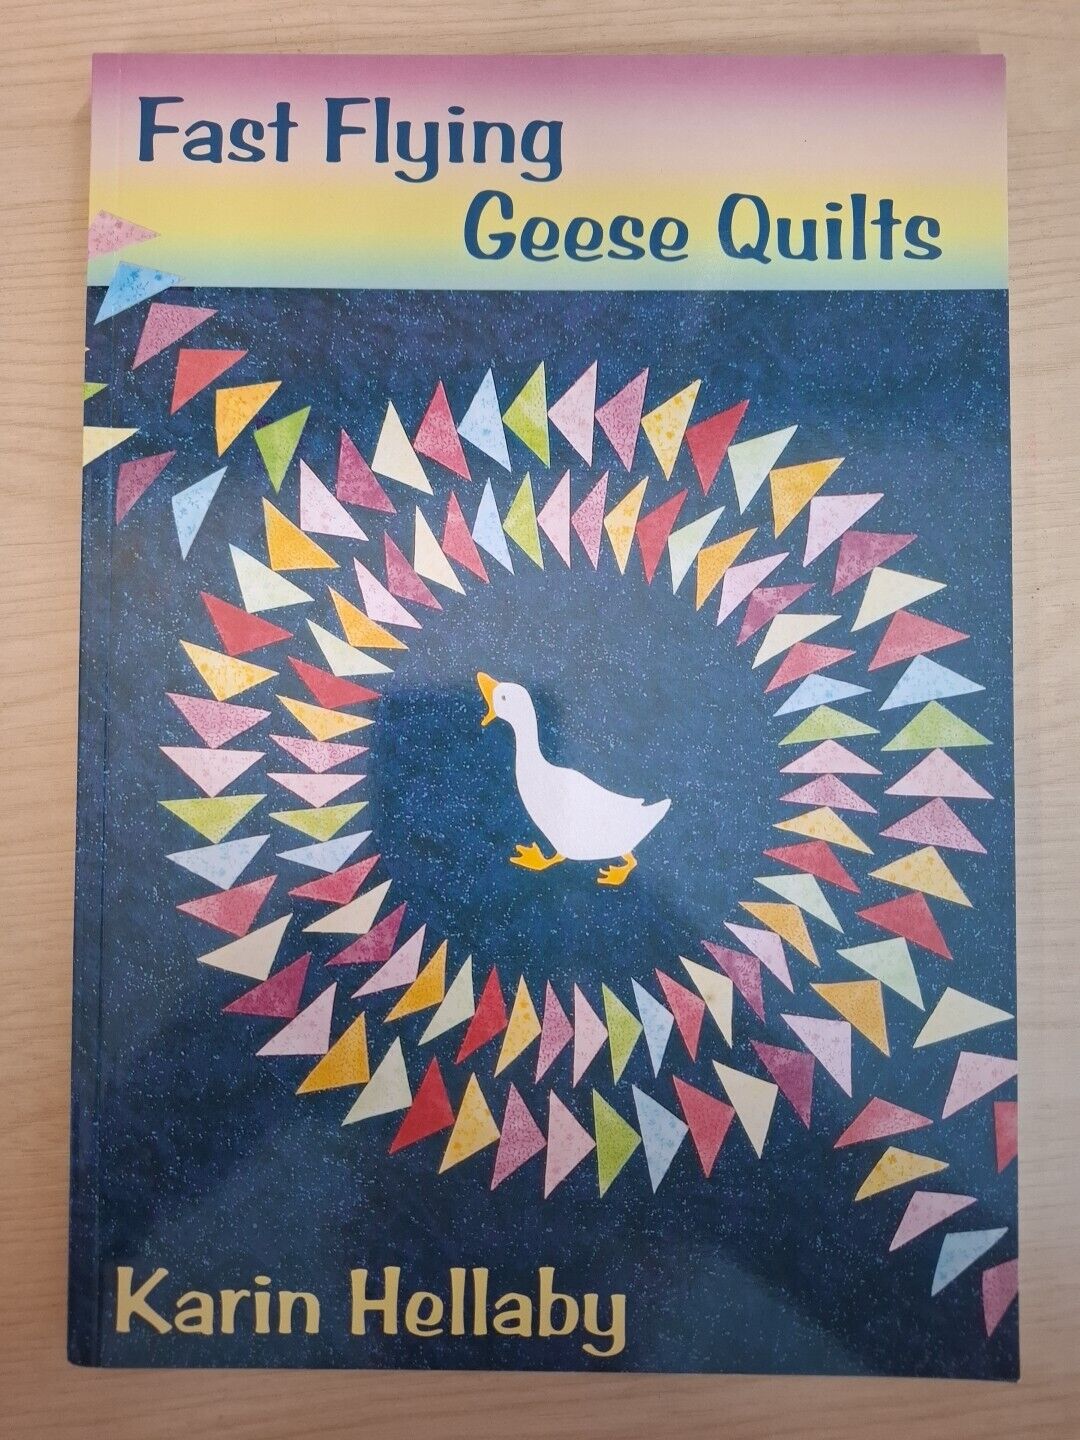 Fast Flying
Geese Quilts
Karin Hellaby